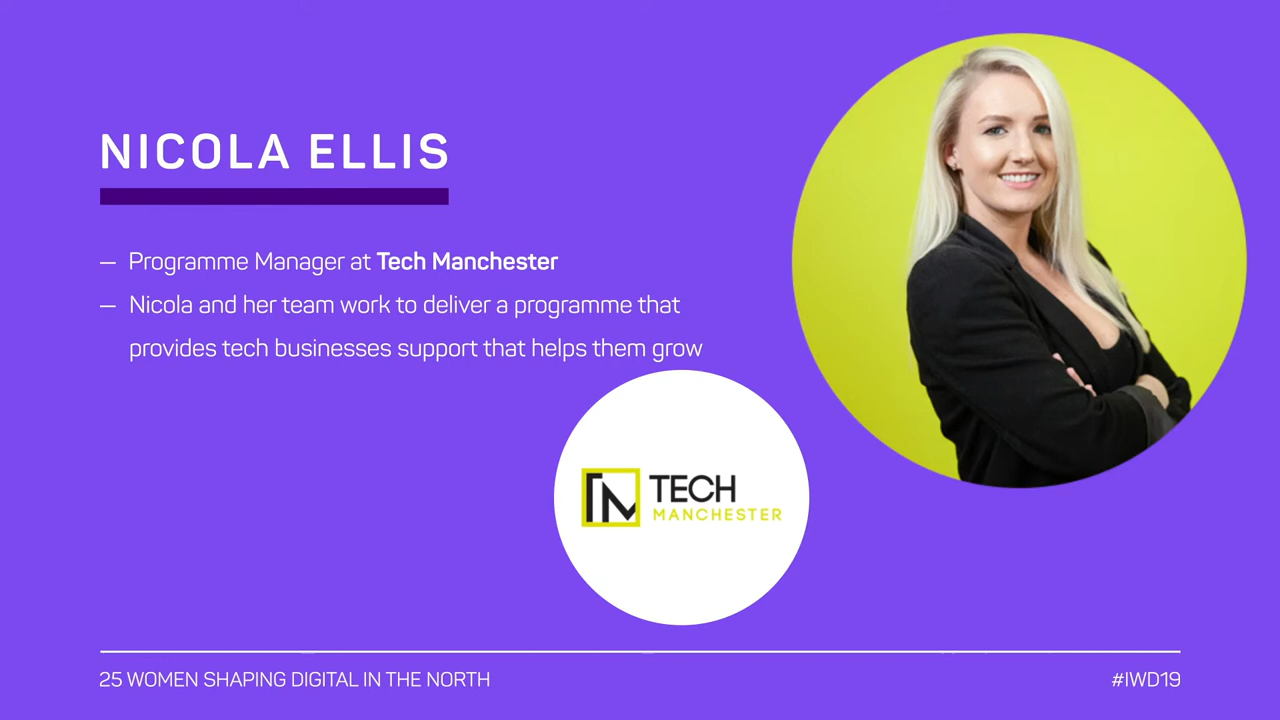 NICOLA ELLIS
— Programme Manager at Tech Manchester
— Nicola and her team work to deliver a programme that
provides tech businesses support that helps them grow
TECH
MANCHESTER
25 WOMEN SHAPING DIGITAL IN THE NORTH
#IWD19